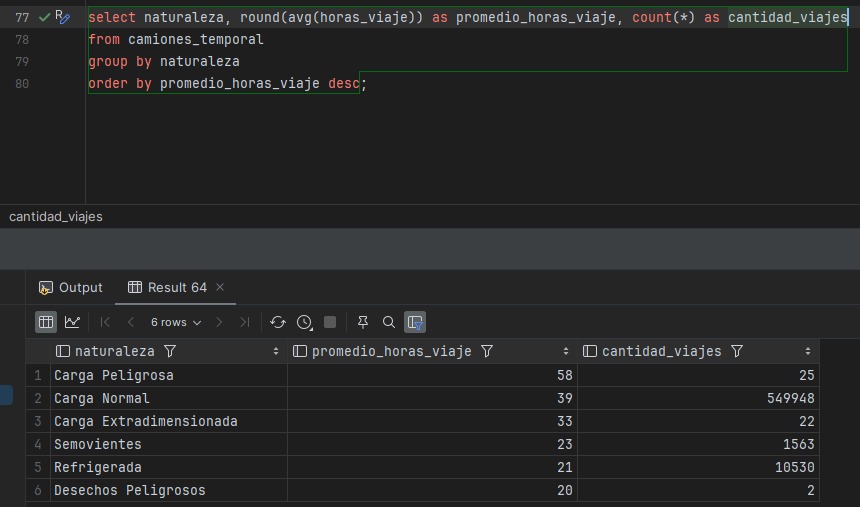 77 select naturaleza, round(avg(horas_viaje)) as promedio_horas_viaje, count(*) as cantidad_viajes
78 from camiones_temporal
79 group by naturaleza
80 order by promedio_horas_viaje desc;
cantidad_viajes
Output Result 64
6 rows
naturaleza promedio_horas_viaje cantidad_viajes
1 Carga Peligrosa 58 25
2 Carga Normal 39 549948
3 Carga Extradimensionada 33 22
4 Semovientes 23 1563
5 Refrigerada 21 10530
6 Desechos Peligrosos 20 2